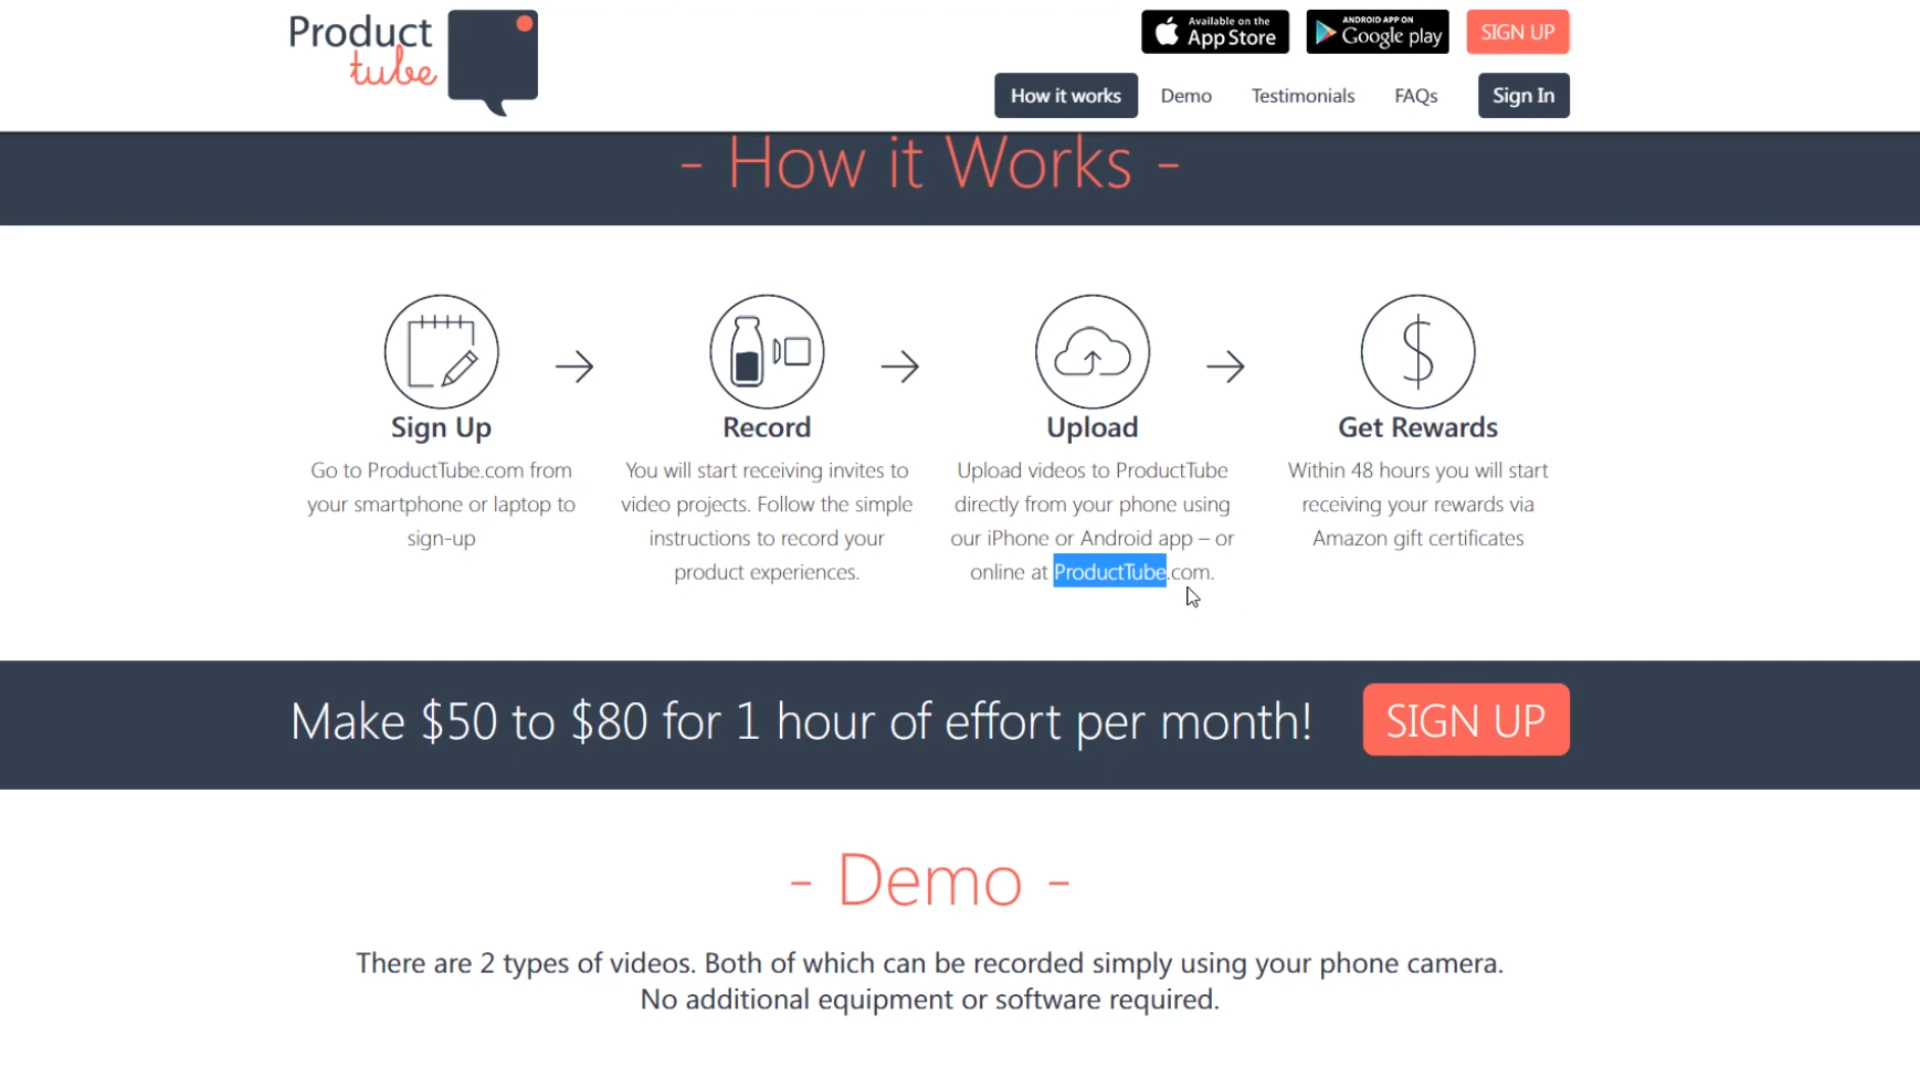 Product
tube
Available on the
App Store
ANDROID APP ON
Google play
SIGN UP
How it works
Demo
Testimonials
FAQs
Sign In
- How it Works -
Sign Up
Go to ProductTube.com from
your smartphone or laptop to
sign-up
Record
You will start receiving invites to
video projects. Follow the simple
instructions to record your
product experiences.
Upload
Upload videos to ProductTube
directly from your phone using
our iPhone or Android app – or
online at ProductTube.com.
Get Rewards
Within 48 hours you will start
receiving your rewards via
Amazon gift certificates
Make $50 to $80 for 1 hour of effort per month!
SIGN UP
- Demo -
There are 2 types of videos. Both of which can be recorded simply using your phone camera.
No additional equipment or software required.